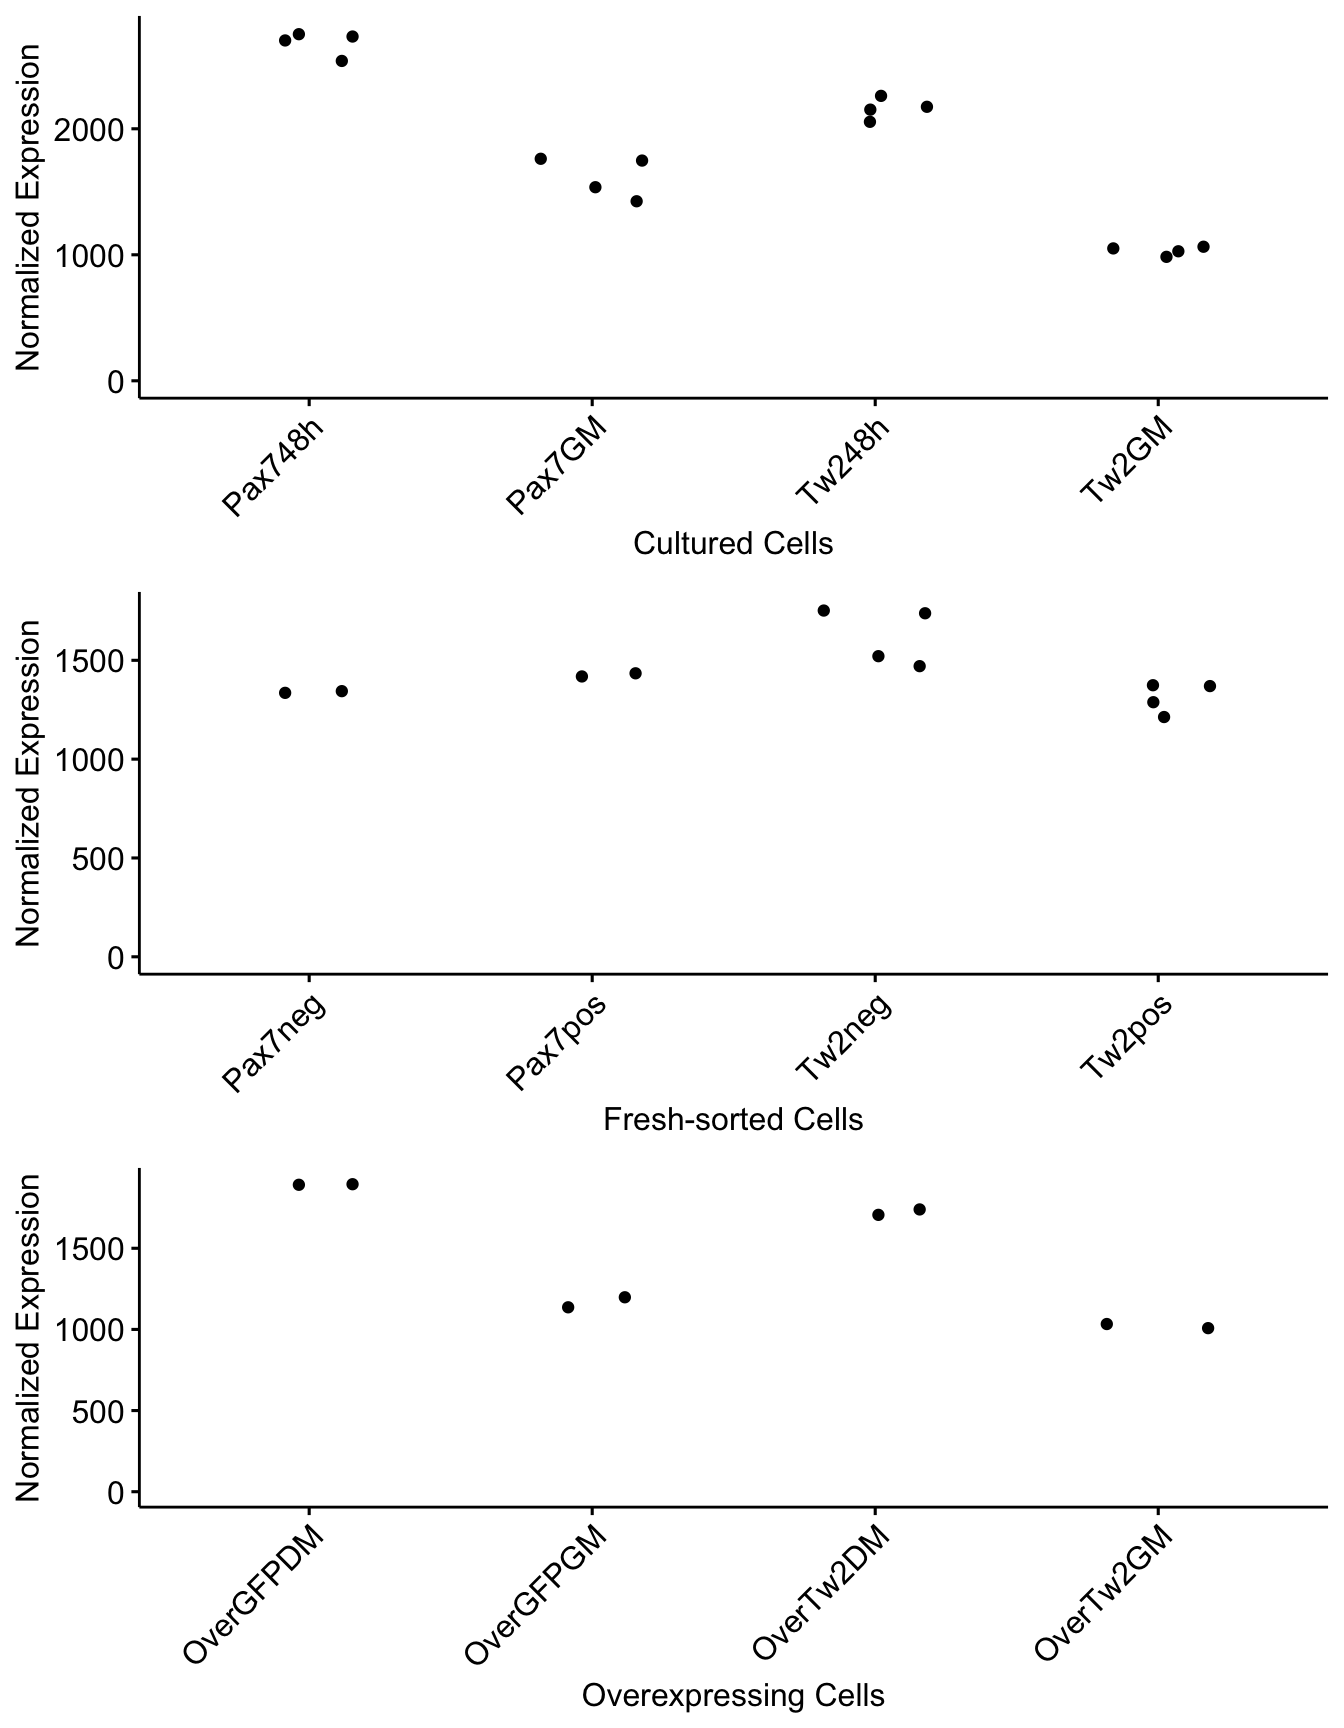 Normalized Expression
2000
1000
0
Pax748h
Pax7GM
Tw248h
Tw2GM
Cultured Cells
Normalized Expression
1500
1000
500
0
Pax7neg
Pax7pos
Tw2neg
Tw2pos
Fresh-sorted Cells
Normalized Expression
1500
1000
500
0
OverGFPDM
OverGFPGM
OverTw2DM
OverTw2GM
Overexpressing Cells